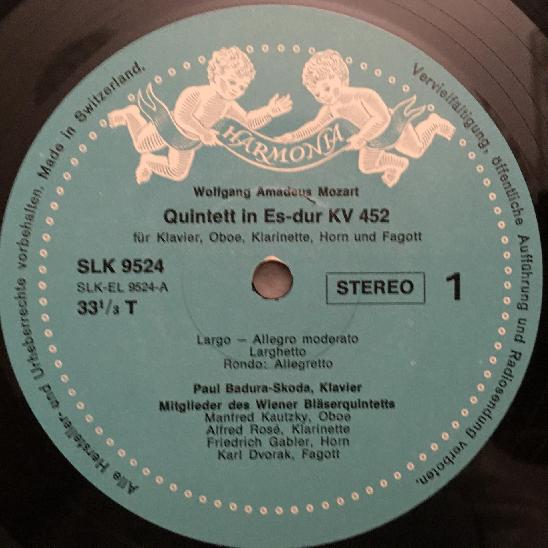 HARMONIA
Wolfgang Amadeus Mozart
Quintett in Es-dur KV 452
für Klavier, Oboe, Klarinette, Horn und Fagott
SLK 9524
SLK-EL 9524-A
33¹/₃ T
STEREO
1
Largo – Allegro moderato
Larghetto
Rondo: Allegretto
Paul Badura-Skoda, Klavier
Mitglieder des Wiener Bläserquintetts
Manfred Kautzky, Oboe
Alfred Rosé, Klarinette
Friedrich Gabler, Horn
Karl Dvorak, Fagott
Alle Hersteller- und Urheberrechte vorbehalten. Made in Switzerland.
Vervielfältigung, öffentliche Aufführung und Radiosendung verboten.